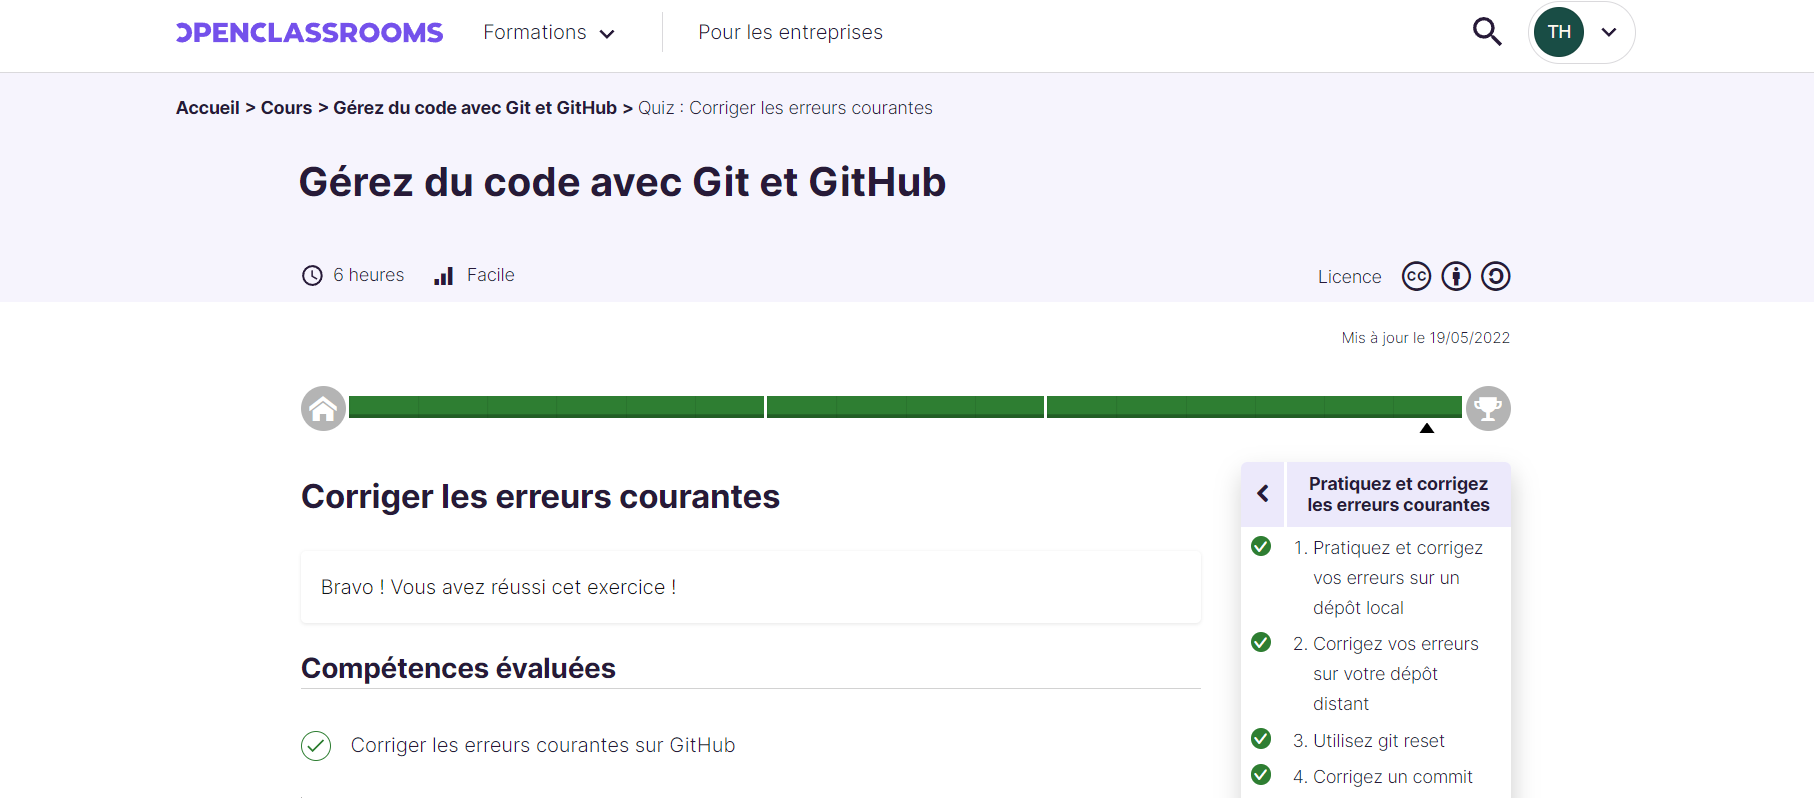 OPENCLASSROOMS Formations Pour les entreprises TH
Accueil > Cours > Gérez du code avec Git et GitHub > Quiz : Corriger les erreurs courantes
Gérez du code avec Git et GitHub
6 heures Facile Licence CC
Mis à jour le 19/05/2022
Corriger les erreurs courantes
Bravo ! Vous avez réussi cet exercice !
Compétences évaluées
Corriger les erreurs courantes sur GitHub
Pratiquez et corrigez
les erreurs courantes
1. Pratiquez et corrigez
vos erreurs sur un
dépôt local
2. Corrigez vos erreurs
sur votre dépôt
distant
3. Utilisez git reset
4. Corrigez un commit